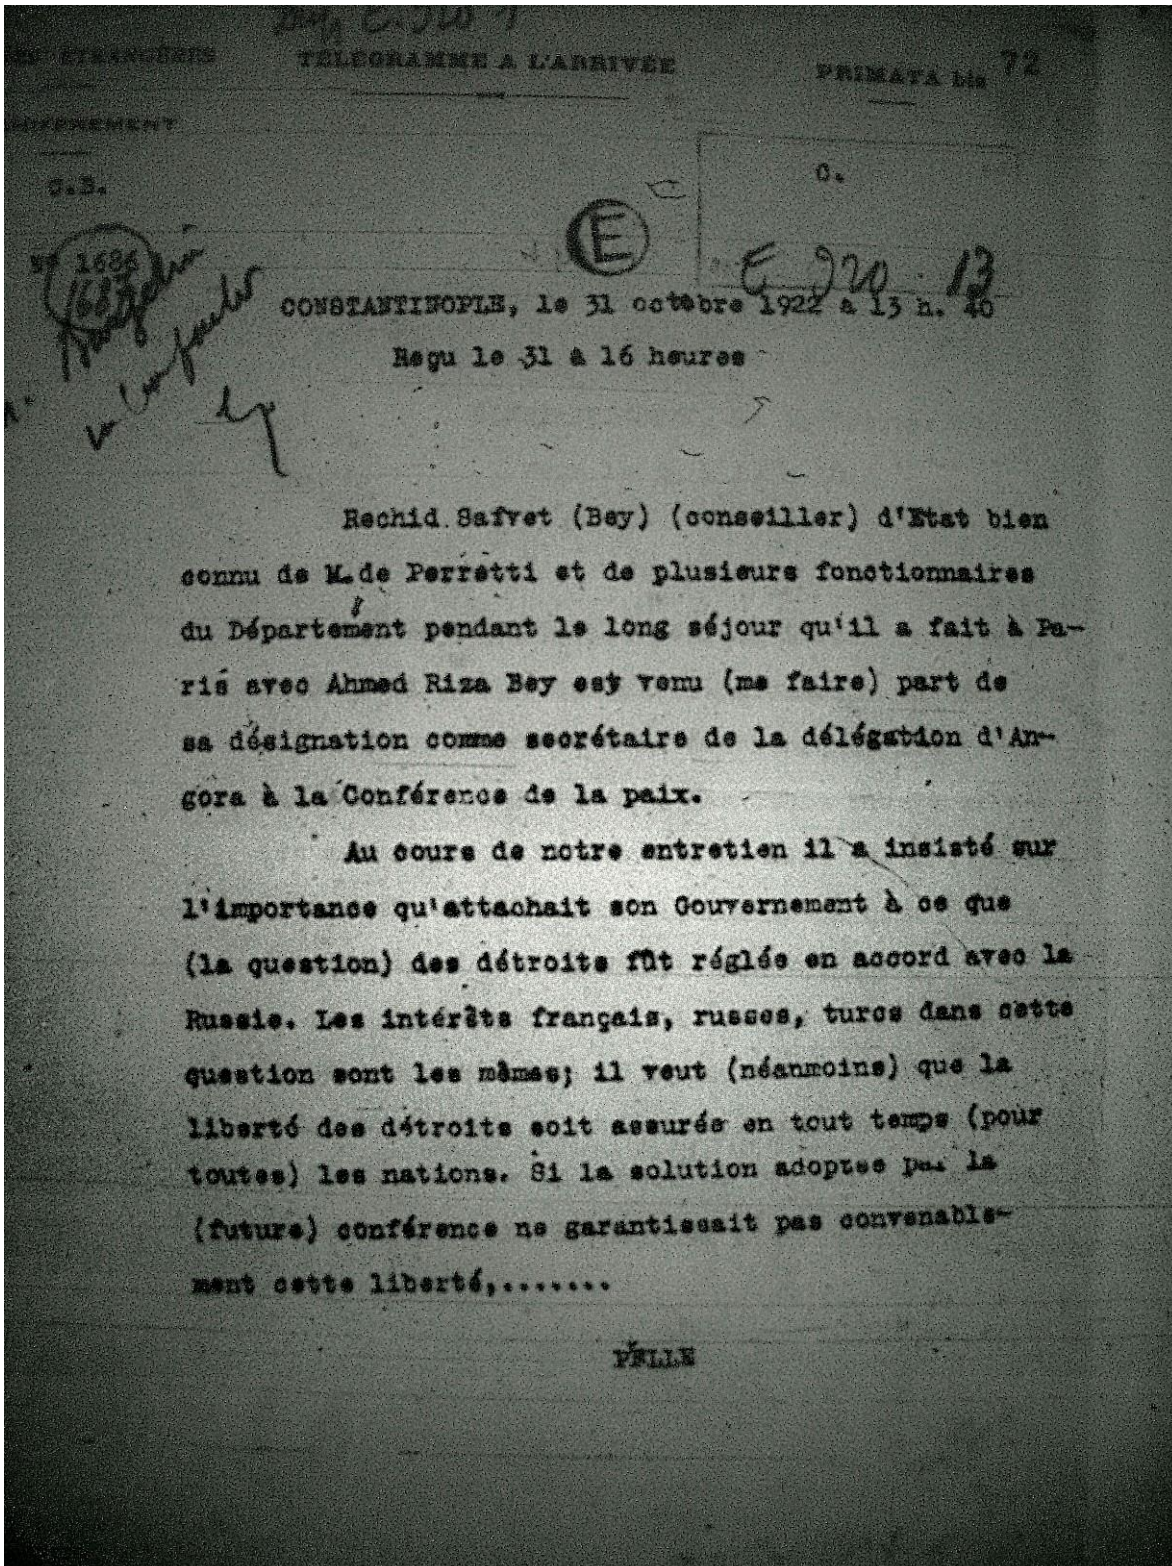 ÉTRANGÈRES
TÉLÉGRAMME A L'ARRIVÉE
PRIMATA bis 72
C.B.
C.
E
N° 1686
1687
E 320 13
CONSTANTINOPLE, le 31 octobre 1922 à 13 h. 40
Reçu le 31 à 16 heures
Rechid Safvet (Bey) (conseiller) d'Etat bien
connu de M. de Perretti et de plusieurs fonctionnaires
du Département pendant le long séjour qu'il a fait à Pa-
ris avec Ahmed Riza Bey est venu (me faire) part de
sa désignation comme secrétaire de la délégation d'An-
gora à la Conférence de la paix.
Au cours de notre entretien il a insisté sur
l'importance qu'attachait son Gouvernement à ce que
(la question) des détroits fût réglée en accord avec la
Russie. Les intérêts français, russes, turcs dans cette
question sont les mêmes; il veut (néanmoins) que la
liberté des détroits soit assurée en tout temps (pour
toutes) les nations. Si la solution adoptee par la
(future) conférence ne garantissait pas convenable-
ment cette liberté,........
PELLE